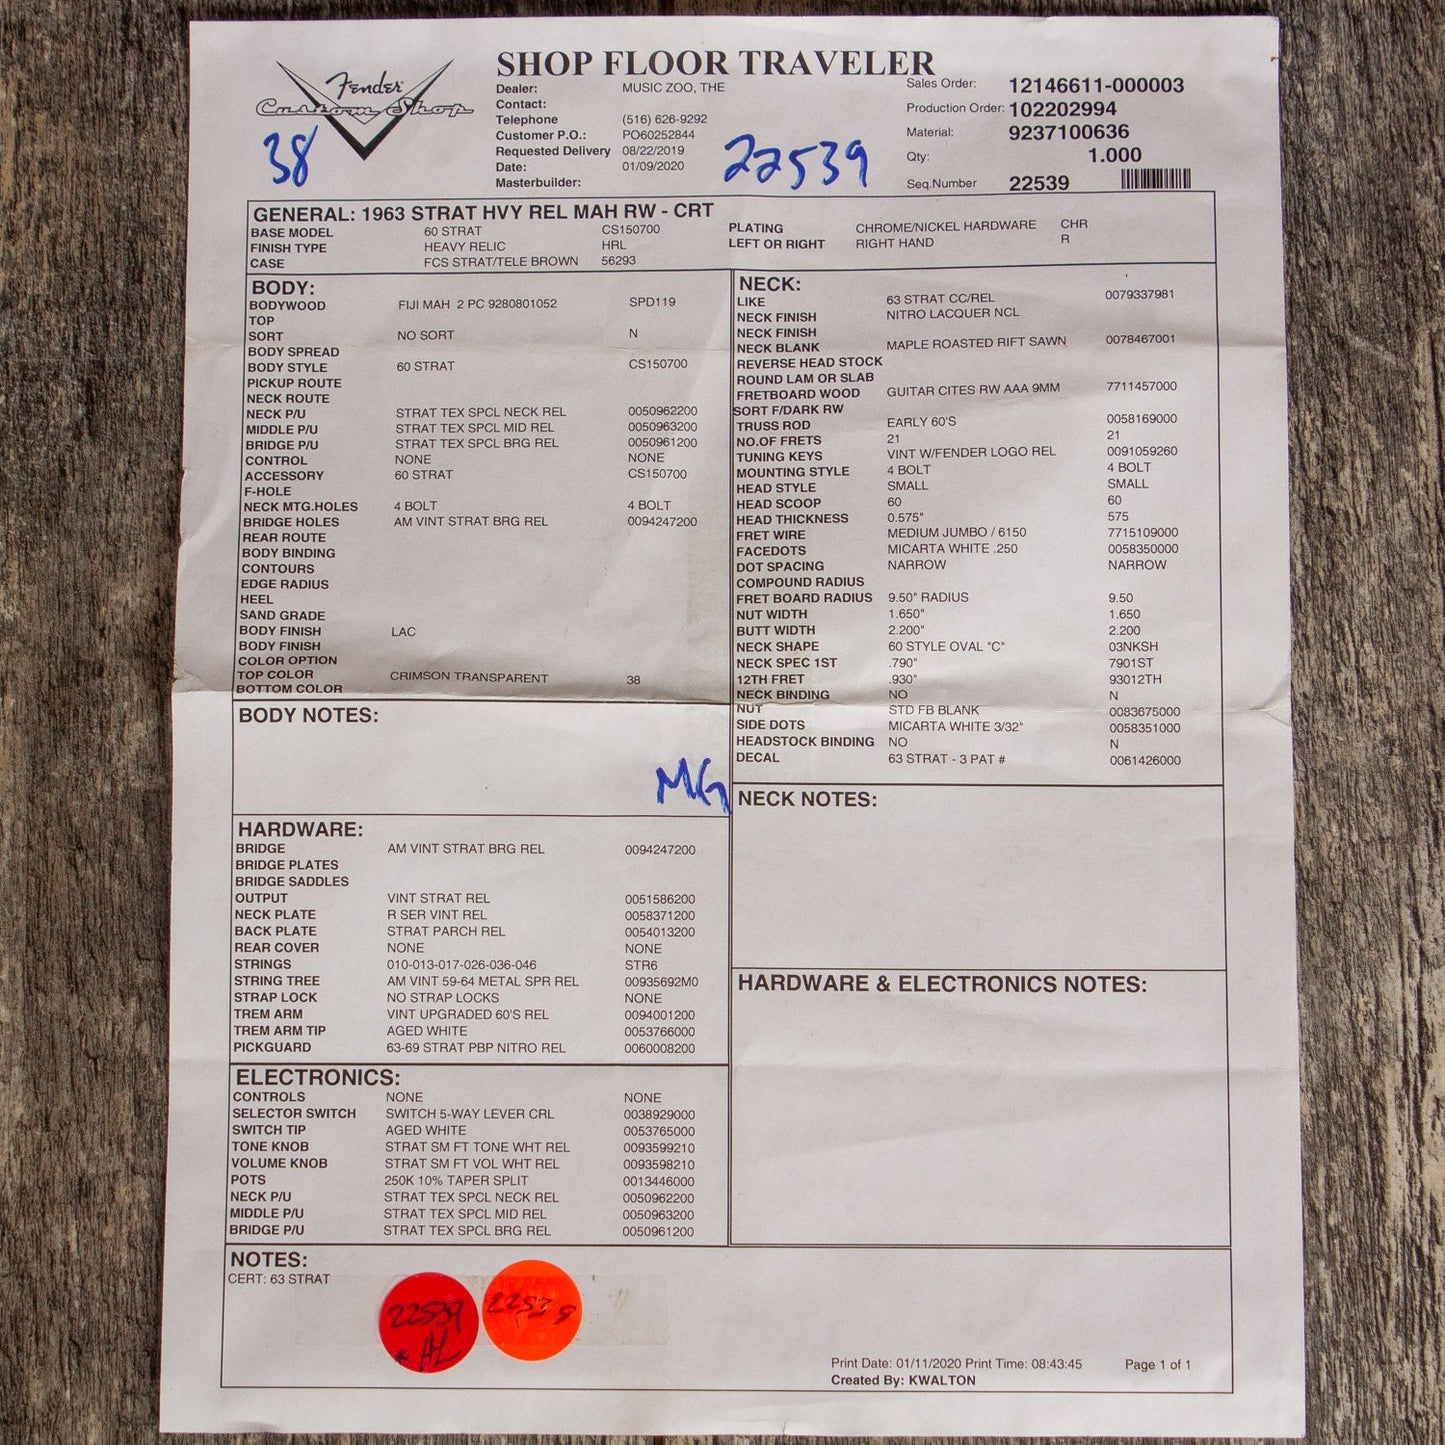 Fender
Custom Shop
38
SHOP FLOOR TRAVELER
Dealer: MUSIC ZOO, THE
Contact:
Telephone (516) 626-9292
Customer P.O.: PO60252844
Requested Delivery 08/22/2019
Date: 01/09/2020
Masterbuilder:
22539
Sales Order: 12146611-000003
Production Order: 102202994
Material: 9237100636
Qty: 1.000
Seq.Number 22539
GENERAL: 1963 STRAT HVY REL MAH RW - CRT
BASE MODEL 60 STRAT CS150700
FINISH TYPE HEAVY RELIC HRL
CASE FCS STRAT/TELE BROWN 56293
PLATING CHROME/NICKEL HARDWARE CHR
LEFT OR RIGHT RIGHT HAND R
BODY:
BODYWOOD FIJI MAH 2 PC 9280801052 SPD119
TOP
SORT NO SORT N
BODY SPREAD
BODY STYLE 60 STRAT CS150700
PICKUP ROUTE
NECK ROUTE
NECK P/U STRAT TEX SPCL NECK REL 0050962200
MIDDLE P/U STRAT TEX SPCL MID REL 0050963200
BRIDGE P/U STRAT TEX SPCL BRG REL 0050961200
CONTROL NONE NONE
ACCESSORY 60 STRAT CS150700
F-HOLE
NECK MTG.HOLES 4 BOLT 4 BOLT
BRIDGE HOLES AM VINT STRAT BRG REL 0094247200
REAR ROUTE
BODY BINDING
CONTOURS
EDGE RADIUS
HEEL
SAND GRADE
BODY FINISH LAC
BODY FINISH
COLOR OPTION
TOP COLOR CRIMSON TRANSPARENT 38
BOTTOM COLOR
BODY NOTES:
MG
HARDWARE:
BRIDGE AM VINT STRAT BRG REL 0094247200
BRIDGE PLATES
BRIDGE SADDLES
OUTPUT VINT STRAT REL 0051586200
NECK PLATE R SER VINT REL 0058371200
BACK PLATE STRAT PARCH REL 0054013200
REAR COVER NONE NONE
STRINGS 010-013-017-026-036-046 STR6
STRING TREE AM VINT 59-64 METAL SPR REL 00935692M0
STRAP LOCK NO STRAP LOCKS NONE
TREM ARM VINT UPGRADED 60'S REL 0094001200
TREM ARM TIP AGED WHITE 0053766000
PICKGUARD 63-69 STRAT PBP NITRO REL 0060008200
ELECTRONICS:
CONTROLS NONE NONE
SELECTOR SWITCH SWITCH 5-WAY LEVER CRL 0038929000
SWITCH TIP AGED WHITE 0053765000
TONE KNOB STRAT SM FT TONE WHT REL 0093599210
VOLUME KNOB STRAT SM FT VOL WHT REL 0093598210
POTS 250K 10% TAPER SPLIT 0013446000
NECK P/U STRAT TEX SPCL NECK REL 0050962200
MIDDLE P/U STRAT TEX SPCL MID REL 0050963200
BRIDGE P/U STRAT TEX SPCL BRG REL 0050961200
NECK:
LIKE 63 STRAT CC/REL 0079337981
NECK FINISH NITRO LACQUER NCL
NECK FINISH
NECK BLANK MAPLE ROASTED RIFT SAWN 0078467001
REVERSE HEAD STOCK
ROUND LAM OR SLAB
FRETBOARD WOOD GUITAR CITES RW AAA 9MM 7711457000
SORT F/DARK RW
TRUSS ROD EARLY 60'S 0058169000
NO.OF FRETS 21 21
TUNING KEYS VINT W/FENDER LOGO REL 0091059260
MOUNTING STYLE 4 BOLT 4 BOLT
HEAD STYLE SMALL SMALL
HEAD SCOOP 60 60
HEAD THICKNESS 0.575" 575
FRET WIRE MEDIUM JUMBO / 6150 7715109000
FACEDOTS MICARTA WHITE .250 0058350000
DOT SPACING NARROW NARROW
COMPOUND RADIUS
FRET BOARD RADIUS 9.50" RADIUS 9.50
NUT WIDTH 1.650" 1.650
BUTT WIDTH 2.200" 2.200
NECK SHAPE 60 STYLE OVAL "C" 03NKSH
NECK SPEC 1ST .790" 7901ST
12TH FRET .930" 93012TH
NECK BINDING NO N
NUT STD FB BLANK 0083675000
SIDE DOTS MICARTA WHITE 3/32" 0058351000
HEADSTOCK BINDING NO N
DECAL 63 STRAT - 3 PAT # 0061426000
NECK NOTES:
HARDWARE & ELECTRONICS NOTES:
NOTES:
CERT: 63 STRAT
22539
* AL
22539
Print Date: 01/11/2020 Print Time: 08:43:45 Page 1 of 1
Created By: KWALTON